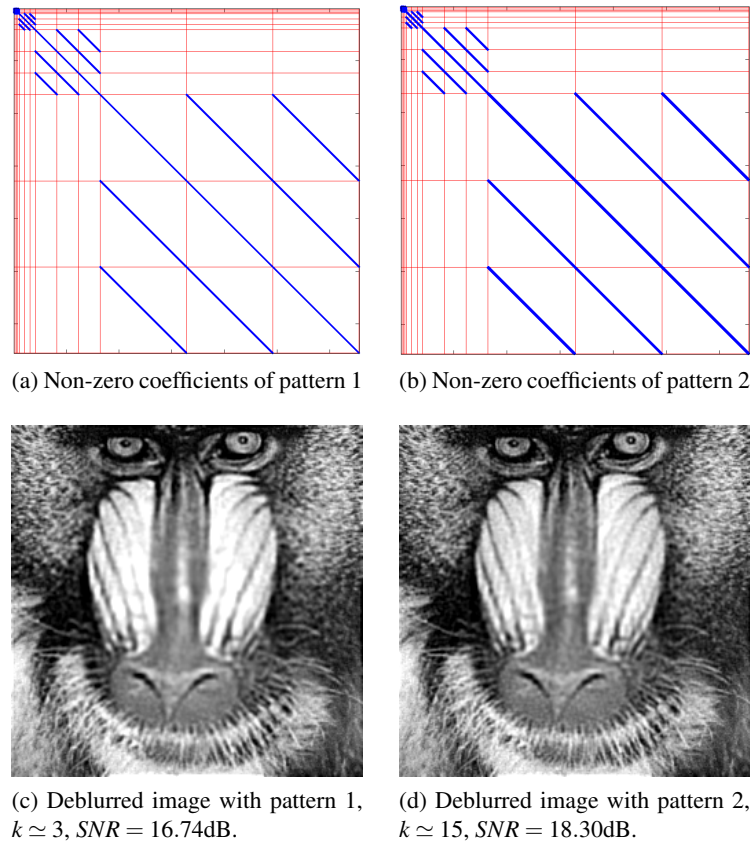 (a) Non-zero coefficients of pattern 1
(b) Non-zero coefficients of pattern 2
(c) Deblurred image with pattern 1,
k ≃ 3, SNR = 16.74dB.
(d) Deblurred image with pattern 2,
k ≃ 15, SNR = 18.30dB.